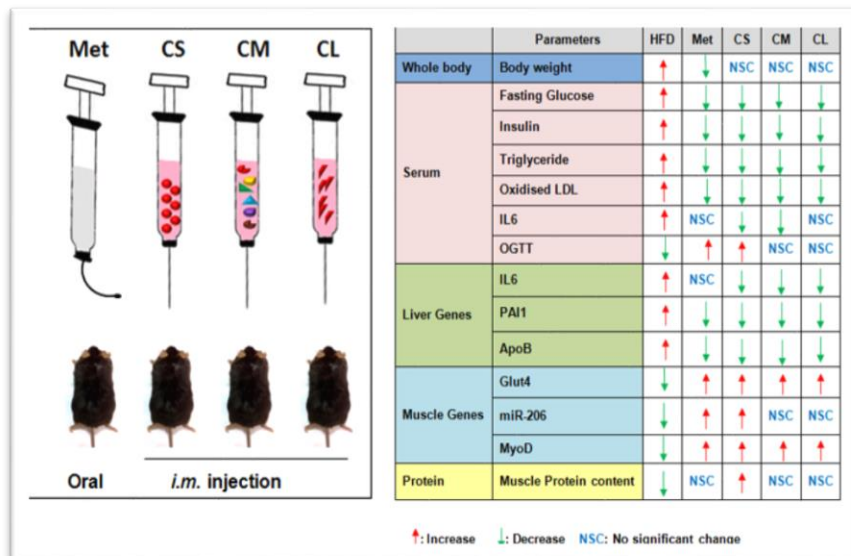 Met CS CM CL
Oral i.m. injection
Parameters HFD Met CS CM CL
Whole body Body weight ↑ ↓ NSC NSC NSC
Serum
Fasting Glucose ↑ ↓ ↓ ↓ ↓
Insulin ↑ ↓ ↓ ↓ ↓
Triglyceride ↑ ↓ ↓ ↓ ↓
Oxidised LDL ↑ ↓ ↓ ↓ ↓
IL6 ↑ NSC ↓ ↓ NSC
OGTT ↓ ↑ ↑ NSC NSC
Liver Genes
IL6 ↑ NSC ↓ ↓ ↓
PAI1 ↑ ↓ ↓ ↓ ↓
ApoB ↑ ↓ ↓ ↓ ↓
Muscle Genes
Glut4 ↓ ↑ ↑ ↑ ↑
miR-206 ↓ ↑ ↑ NSC NSC
MyoD ↓ ↑ ↑ ↑ ↑
Protein Muscle Protein content ↓ NSC ↑ NSC NSC
↑: Increase ↓: Decrease NSC: No significant change